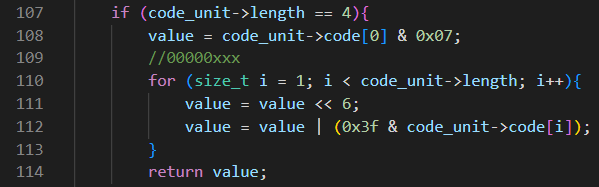 107 if (code_unit->length == 4){
108 value = code_unit->code[0] & 0x07;
109 //00000xxx
110 for (size_t i = 1; i < code_unit->length; i++){
111 value = value << 6;
112 value = value | (0x3f & code_unit->code[i]);
113 }
114 return value;